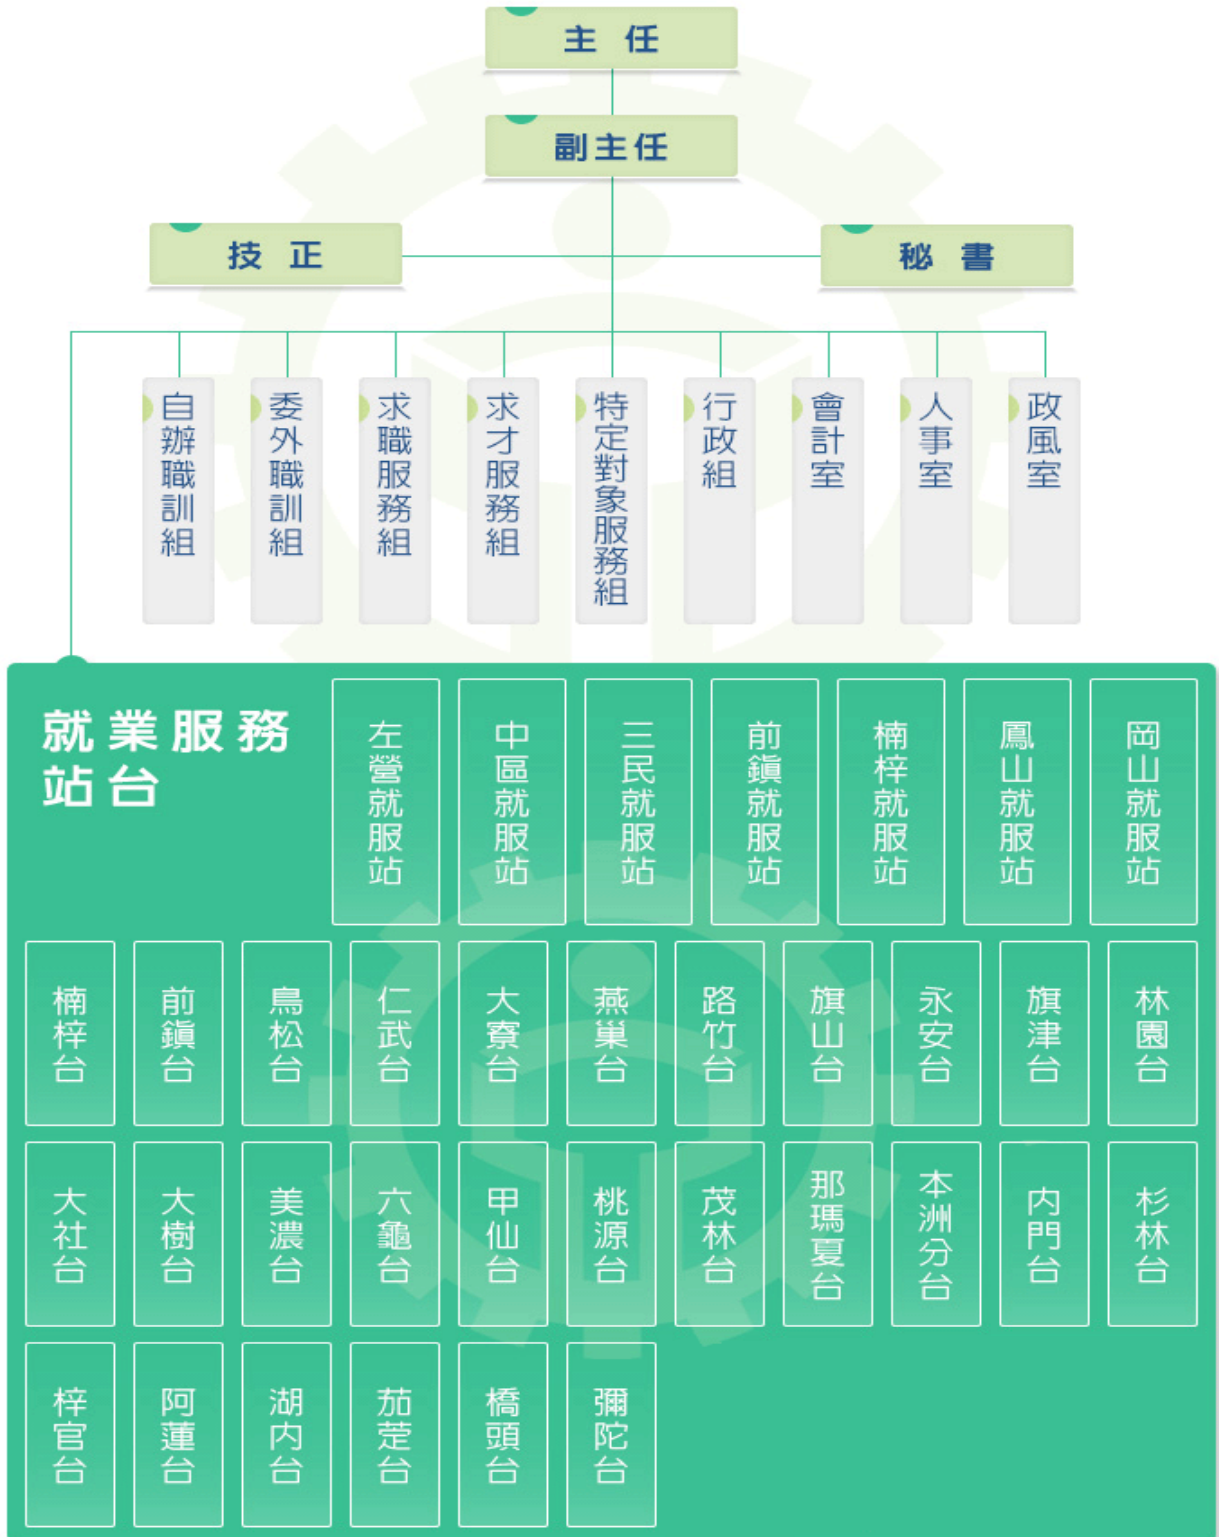 主任
副主任
技正
秘書
自辦職訓組
委外職訓組
求職服務組
求才服務組
特定對象服務組
行政組
會計室
人事室
政風室
就業服務
站台
左營就服站
中區就服站
三民就服站
前鎮就服站
楠梓就服站
鳳山就服站
岡山就服站
楠梓台
前鎮台
鳥松台
仁武台
大寮台
燕巢台
路竹台
旗山台
永安台
旗津台
林園台
大社台
大樹台
美濃台
六龜台
甲仙台
桃源台
茂林台
那瑪夏台
本洲分台
內門台
杉林台
梓官台
阿蓮台
湖內台
茄萣台
橋頭台
彌陀台